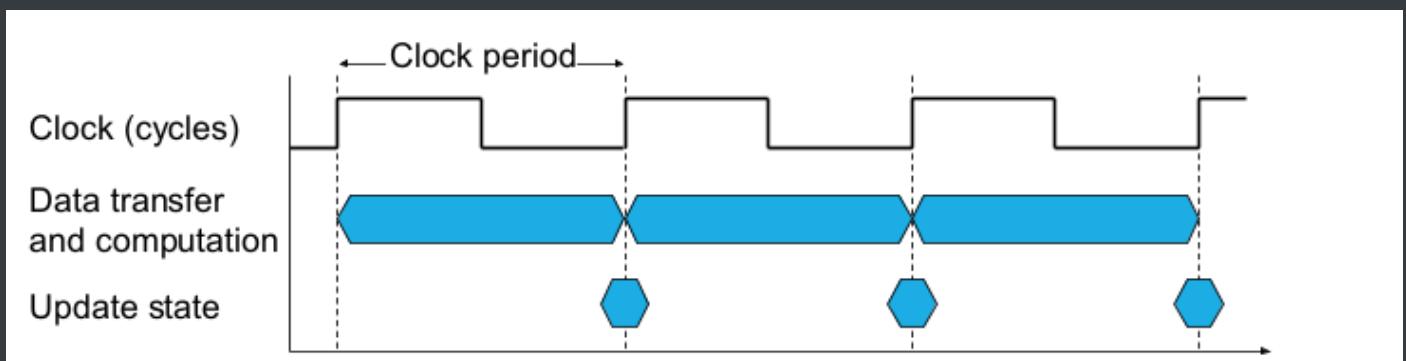 Clock period
Clock (cycles)
Data transfer
and computation
Update state